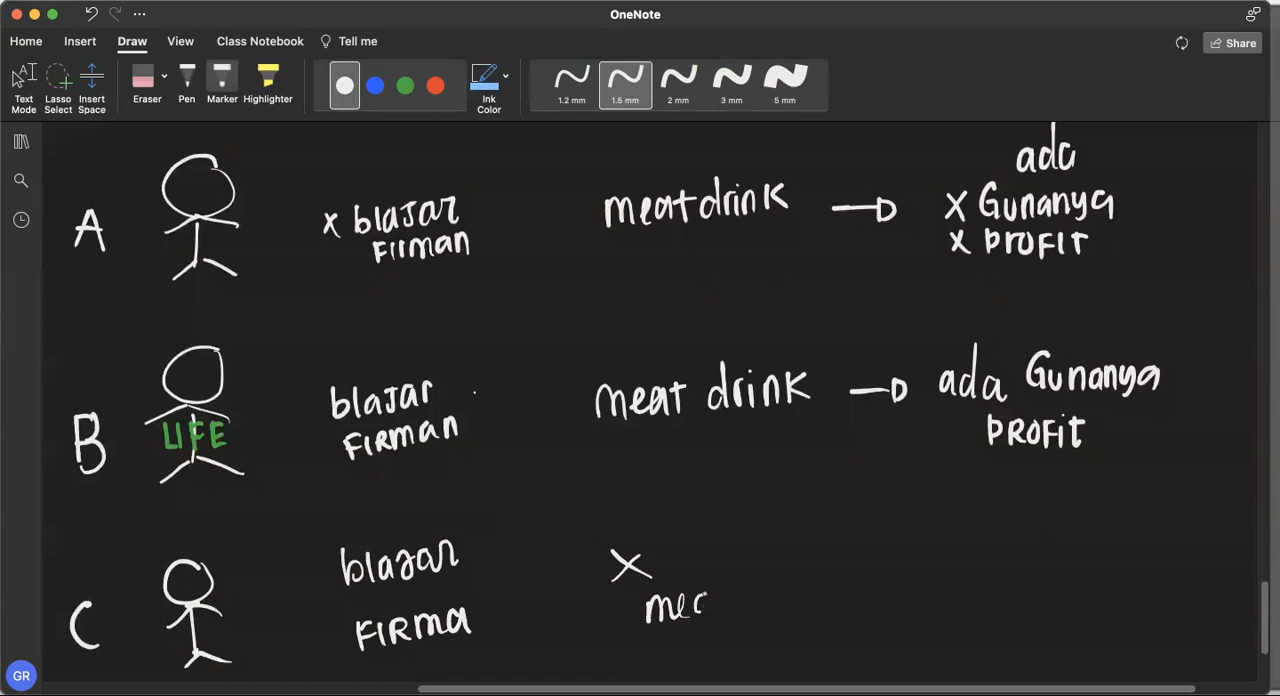 OneNote
Home Insert Draw View Class Notebook Tell me
Share
Text Mode
Lasso Select
Insert Space
Eraser
Pen
Marker
Highlighter
Ink Color
1.2 mm
1.5 mm
2 mm
3 mm
5 mm
ada
A x blajar meat drink x Gunanya
Firman x PROFIT
B LIFE blajar meat drink ada Gunanya
FIRman PROFIT
C blajar X
FIRMA
GR